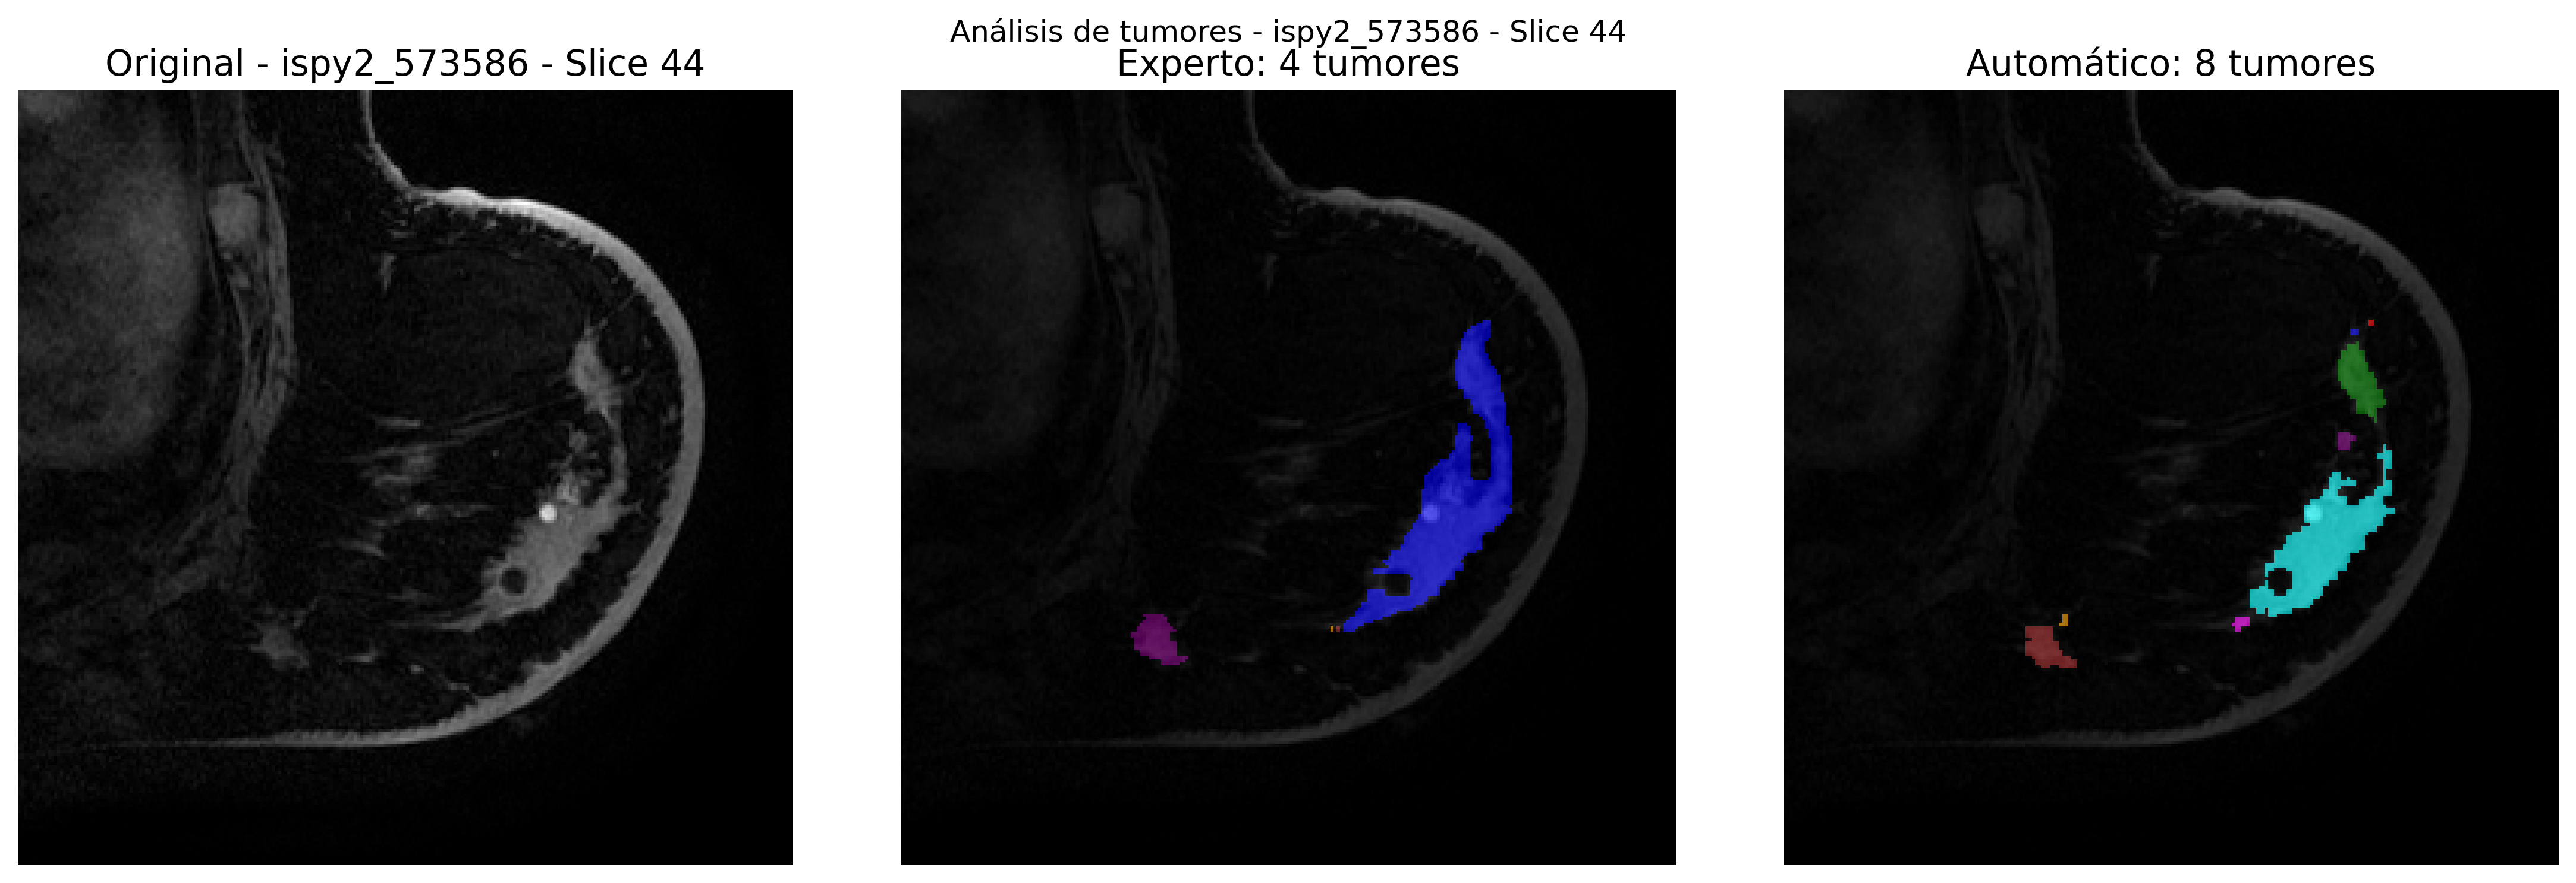 Análisis de tumores - ispy2_573586 - Slice 44
Original - ispy2_573586 - Slice 44
Experto: 4 tumores
Automático: 8 tumores